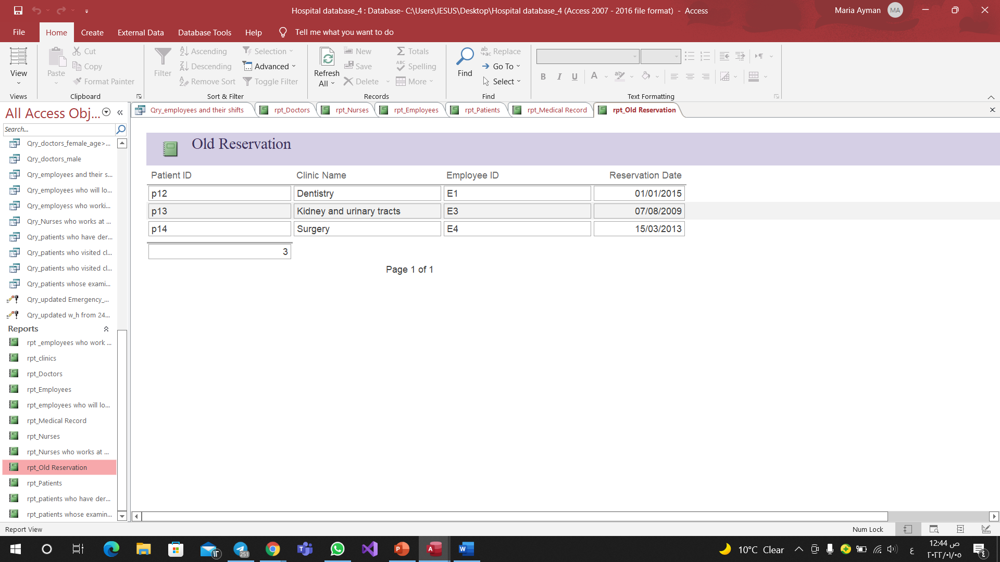 Hospital database_4 : Database- C:\Users\JESUS\Desktop\Hospital database_4 (Access 2007 - 2016 file format) - Access
Maria Ayman MA
File Home Create External Data Database Tools Help Tell me what you want to do
View
Views
Paste
Cut
Copy
Format Painter
Clipboard
Filter
Ascending
Descending
Remove Sort
Selection
Advanced
Toggle Filter
Sort & Filter
Refresh
All
New
Save
Delete
Totals
Spelling
More
Records
Find
Replace
Go To
Select
Find
B I U A
Text Formatting
All Access Obj...
Search...
Qry_employees and their shifts rpt_Doctors rpt_Nurses rpt_Employees rpt_Patients rpt_Medical Record rpt_Old Reservation
Qry_doctors_female_age>...
Qry_doctors_male
Qry_employees and their s...
Qry_employees who will lo...
Qry_employess who worki...
Qry_Nurses who works at ...
Qry_patients who have der...
Qry_patients who visited cl...
Qry_patients who visited cl...
Qry_patients whose exami...
Qry_updated Emergency_...
Qry_updated w_h from 24...
Reports
rpt _employees who work ...
rpt_clinics
rpt_Doctors
rpt_Employees
rpt_employees who will lo...
rpt_Medical Record
rpt_Nurses
rpt_Nurses who works at ...
rpt_Old Reservation
rpt_Patients
rpt_patients who have der...
rpt_patients whose examin...
Old Reservation
Patient ID Clinic Name Employee ID Reservation Date
p12 Dentistry E1 01/01/2015
p13 Kidney and urinary tracts E3 07/08/2009
p14 Surgery E4 15/03/2013
3
Page 1 of 1
Report View
Num Lock
١٣
251
10°C Clear
ع
12:44 ص
٢٠٢٢/٠١/٠٥
٤